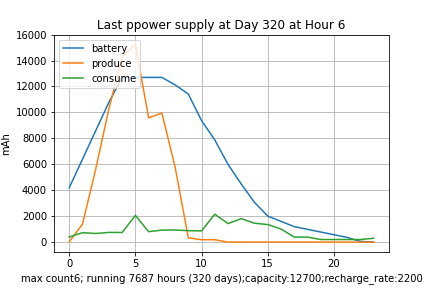 Last ppower supply at Day 320 at Hour 6
16000
14000
12000
10000
8000
6000
4000
2000
0
mAh
battery
produce
consume
0 5 10 15 20
max count6; running 7687 hours (320 days);capacity:12700;recharge_rate:2200